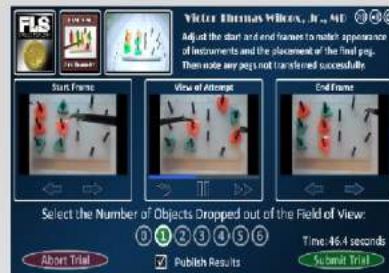 FLS
Victor Thomas Wilcox, Jr., MD
Adjust the start and end frames to match appearance
of instruments and the placement of the final peg.
Then note any pegs not transferred successfully.
Start Frame
View of Attempt
End Frame
Select the Number of Objects Dropped out of the Field of View:
0 1 2 3 4 5 6
Time: 46.4 seconds
Abort Trial
Publish Results
Submit Trial